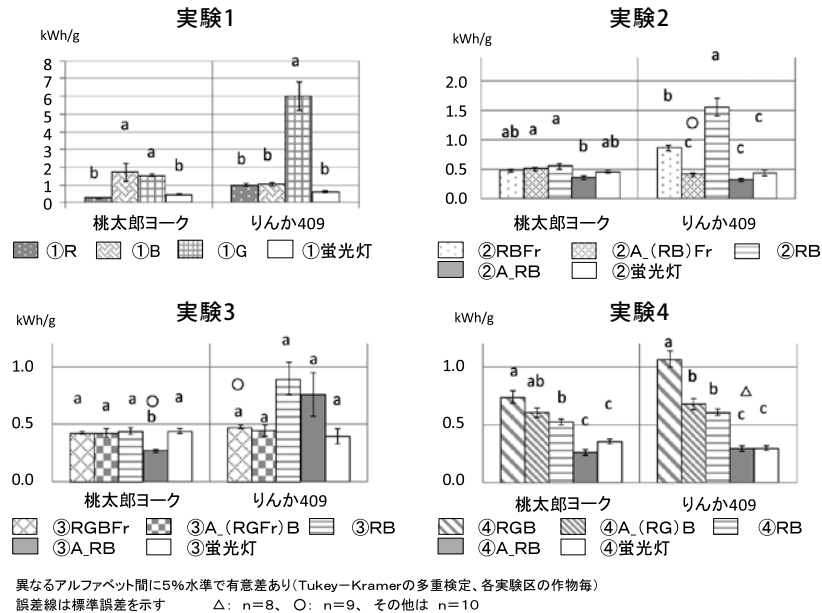 実験1
kWh/g
8
7
6
5
4
3
2
1
0
b a a b
b b a b
桃太郎ヨーク りんか409
①R ①B ①G ①蛍光灯
実験2
kWh/g
2.0
1.5
1.0
0.5
0.0
ab a a b ab
b ○ c a c c
桃太郎ヨーク りんか409
②RBFr ②A_(RB)Fr ②RB
②A_RB ②蛍光灯
実験3
kWh/g
1.0
0.5
0.0
a a a ○ b a
○ a a a a a
桃太郎ヨーク りんか409
③RGBFr ③A_(RGFr)B ③RB
③A_RB ③蛍光灯
実験4
kWh/g
1.0
0.5
0.0
a ab b c c
a b b △ c c
桃太郎ヨーク りんか409
④RGB ④A_(RG)B ④RB
④A_RB ④蛍光灯
異なるアルファベット間に5%水準で有意差あり(Tukey-Kramerの多重検定、各実験区の作物毎)
誤差線は標準誤差を示す △: n=8、 ○: n=9、 その他は n=10